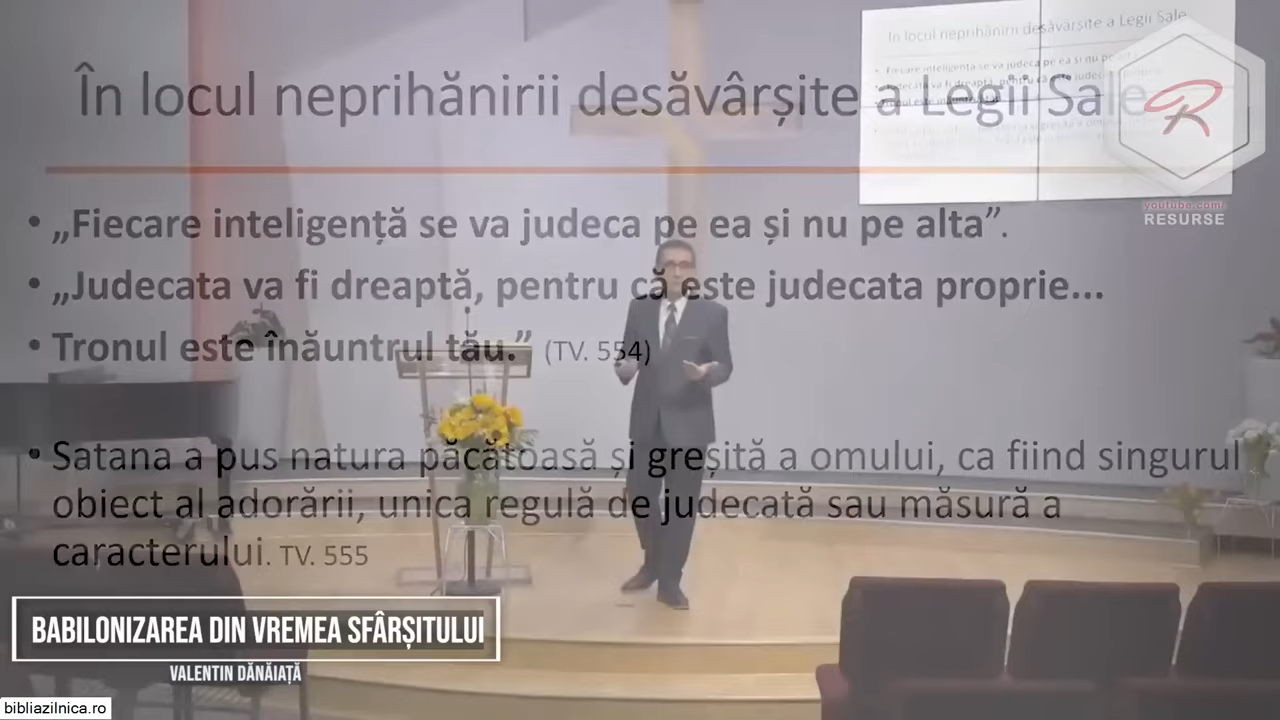 În locul neprihănirii desăvârșite a Legii Sale
• „Fiecare inteligență se va judeca pe ea și nu pe alta”.
• „Judecata va fi dreaptă, pentru că este judecata proprie...
• Tronul este înăuntrul tău.” (TV. 554)
• Satana a pus natura păcătoasă și greșită a omului, ca fiind singurul
obiect al adorării, unica regulă de judecată sau măsură a
caracterului. TV. 555
În locul neprihănirii desăvârșite a Legii Sale
R
youtube.com/
RESURSE
BABILONIZAREA DIN VREMEA SFÂRȘITULUI
VALENTIN DĂNĂIAȚĂ
bibliazilnica.ro